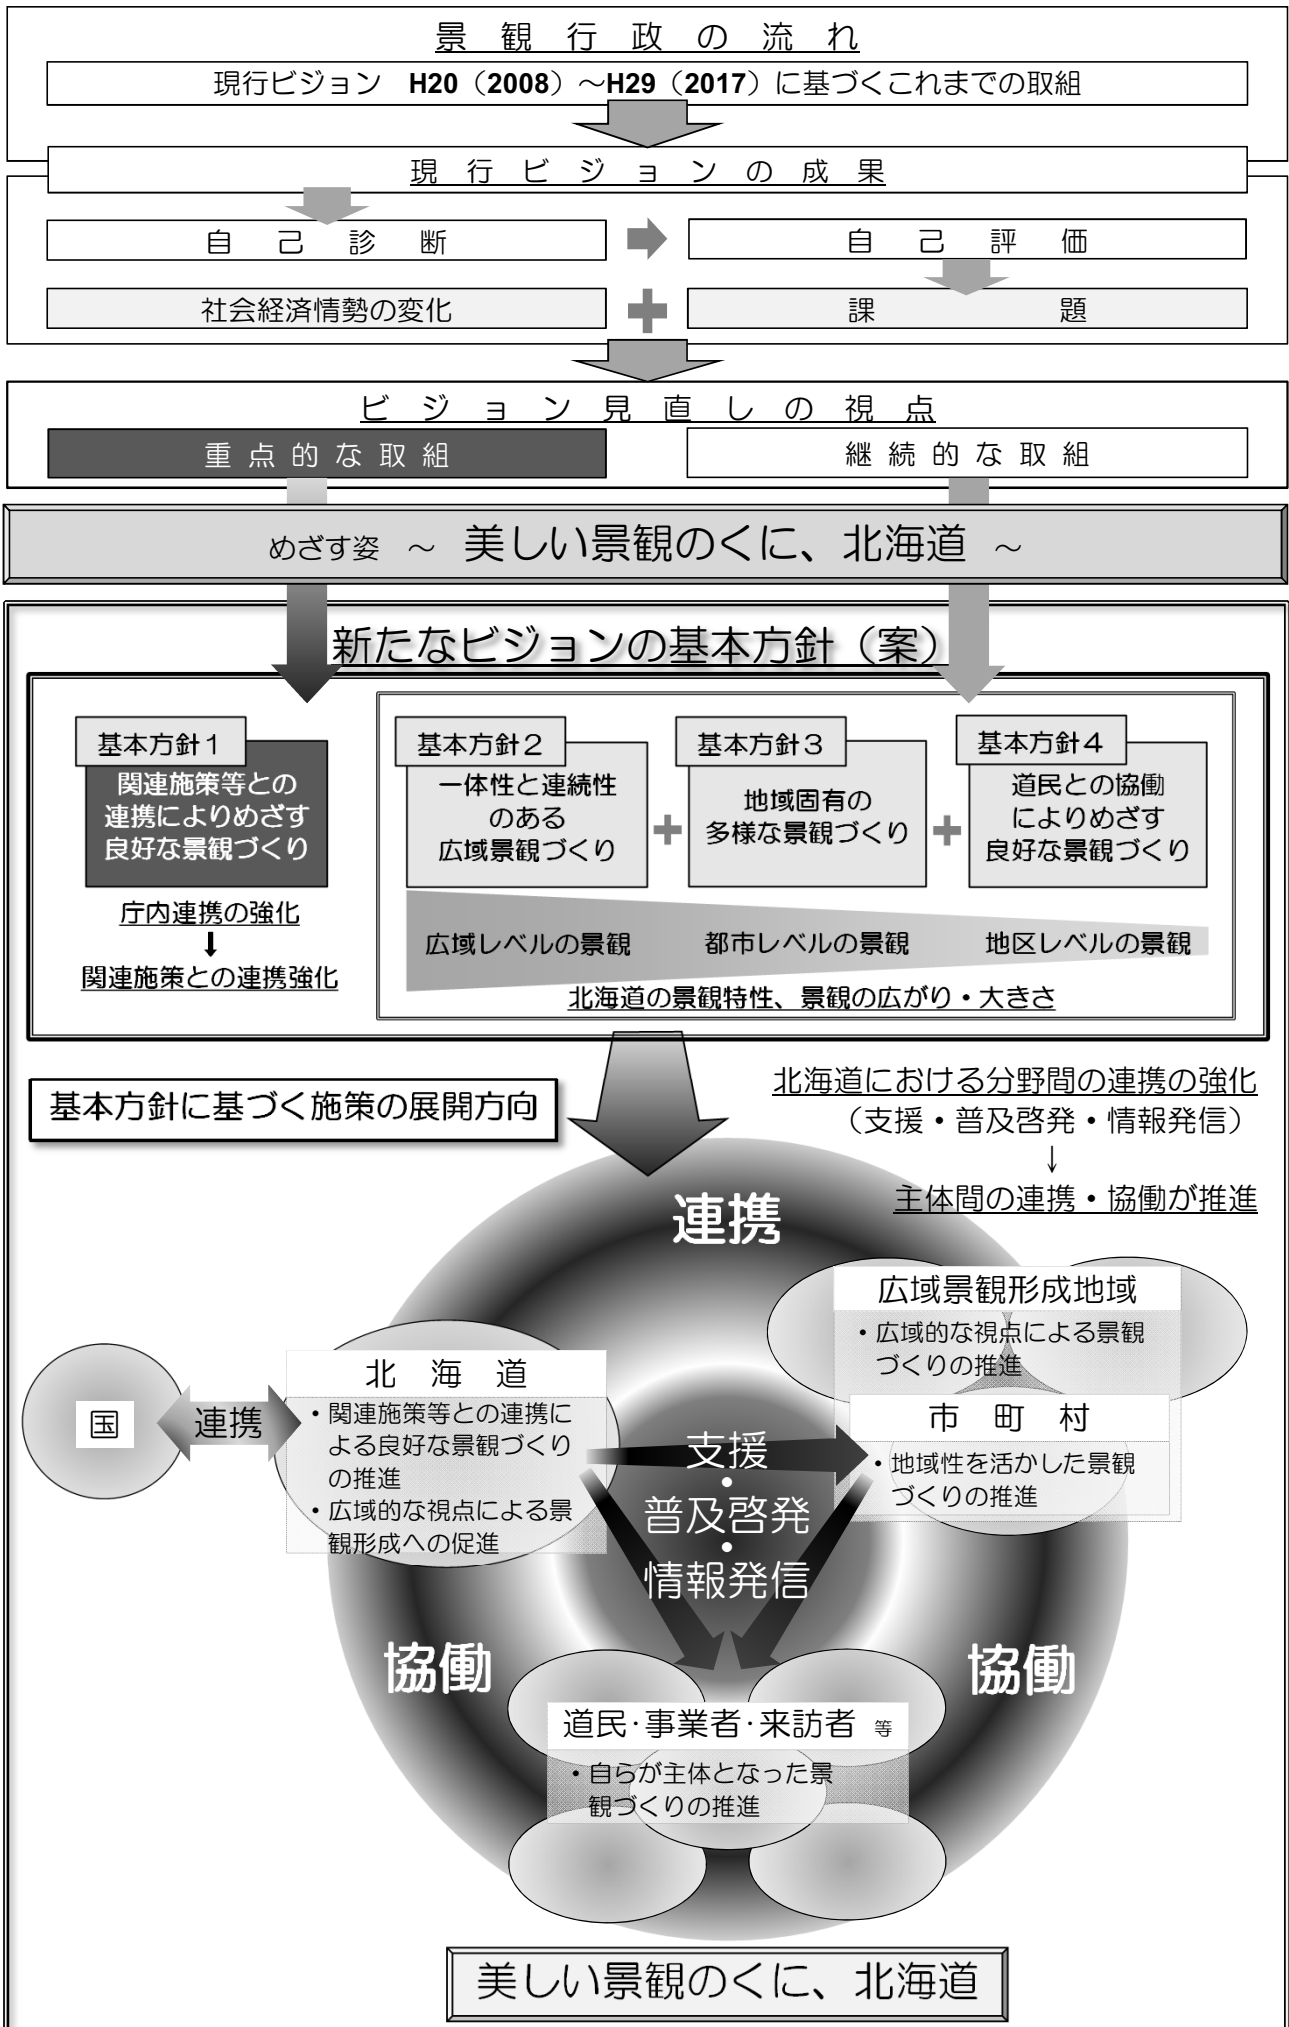 景観行政の流れ
現行ビジョン　H20（2008）～H29（2017）に基づくこれまでの取組
現行ビジョンの成果
自己診断
自己評価
社会経済情勢の変化
課題
ビジョン見直しの視点
重点的な取組
継続的な取組
めざす姿　～　美しい景観のくに、北海道　～
新たなビジョンの基本方針（案）
基本方針１
関連施策等との
連携によりめざす
良好な景観づくり
庁内連携の強化
↓
関連施策との連携強化
基本方針２
一体性と連続性
のある
広域景観づくり
基本方針３
地域固有の
多様な景観づくり
基本方針４
道民との協働
によりめざす
良好な景観づくり
広域レベルの景観
都市レベルの景観
地区レベルの景観
北海道の景観特性、景観の広がり・大きさ
基本方針に基づく施策の展開方向
北海道における分野間の連携の強化
（支援・普及啓発・情報発信）
↓
主体間の連携・協働が推進
連携
広域景観形成地域
・広域的な視点による景観
づくりの推進
市町村
・地域性を活かした景観
づくりの推進
国
連携
北海道
・関連施策等との連携に
よる良好な景観づくり
の推進
・広域的な視点による景
観形成への促進
支援
・
普及啓発
・
情報発信
協働
協働
道民・事業者・来訪者 等
・自らが主体となった景
観づくりの推進
美しい景観のくに、北海道